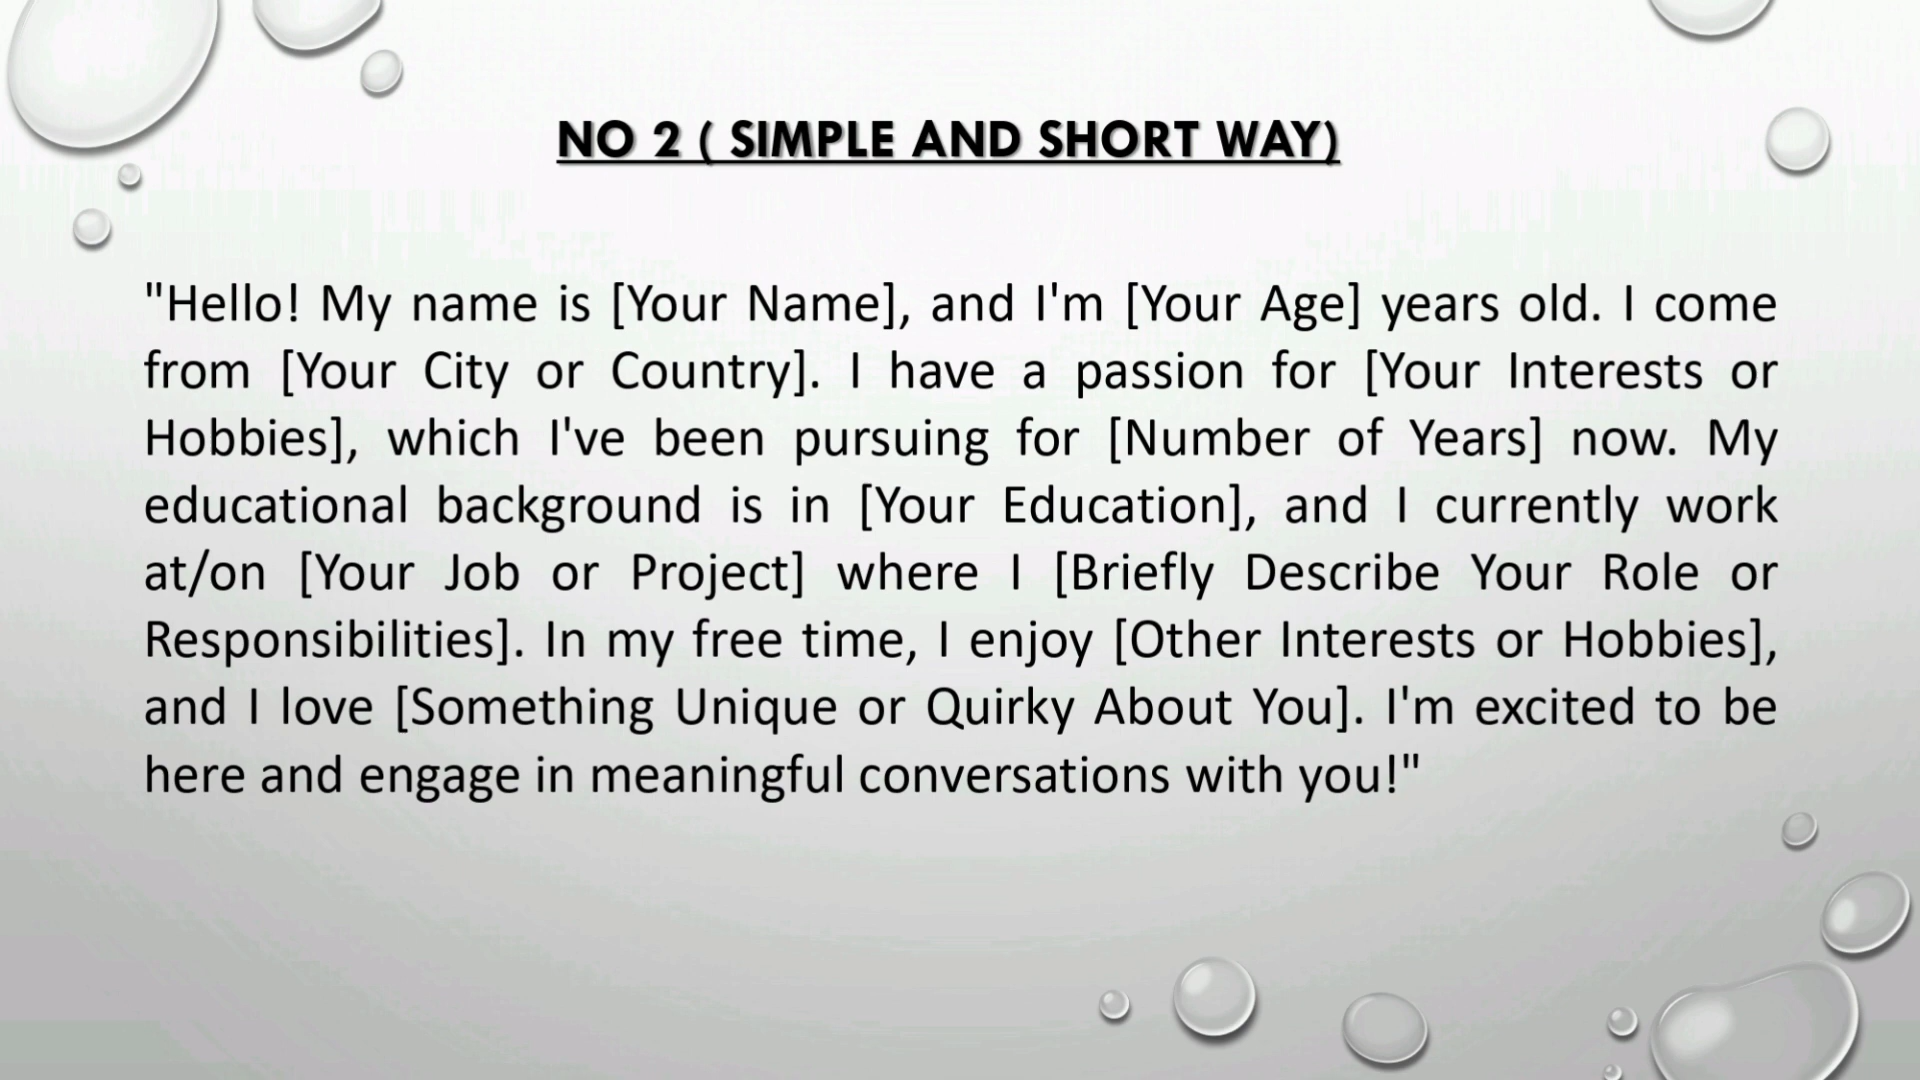 NO 2 ( SIMPLE AND SHORT WAY)
"Hello! My name is [Your Name], and I'm [Your Age] years old. I come
from [Your City or Country]. I have a passion for [Your Interests or
Hobbies], which I've been pursuing for [Number of Years] now. My
educational background is in [Your Education], and I currently work
at/on [Your Job or Project] where I [Briefly Describe Your Role or
Responsibilities]. In my free time, I enjoy [Other Interests or Hobbies],
and I love [Something Unique or Quirky About You]. I'm excited to be
here and engage in meaningful conversations with you!"